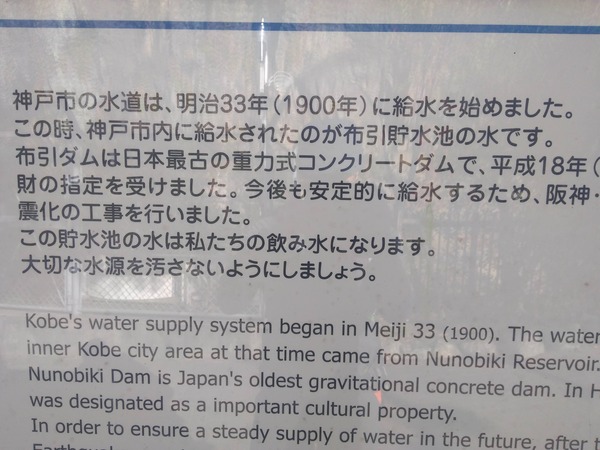 神戸市の水道は、明治33年(1900年)に給水を始めました。
この時、神戸市内に給水されたのが布引貯水池の水です。
布引ダムは日本最古の重力式コンクリートダムで、平成18年(
財の指定を受けました。今後も安定的に給水するため、阪神・
震化の工事を行いました。
この貯水池の水は私たちの飲み水になります。
大切な水源を汚さないようにしましょう。
Kobe's water supply system began in Meiji 33 (1900). The water
inner Kobe city area at that time came from Nunobiki Reservoir.
Nunobiki Dam is Japan's oldest gravitational concrete dam. In H
was designated as a important cultural property.
In order to ensure a steady supply of water in the future, after t